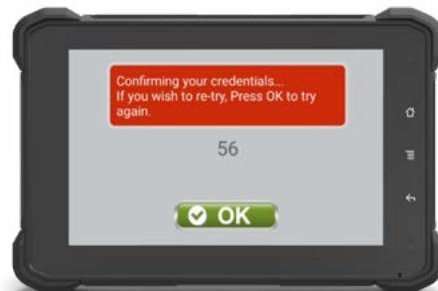 Confirming your credentials...
If you wish to re-try, Press OK to try
again.
56
OK